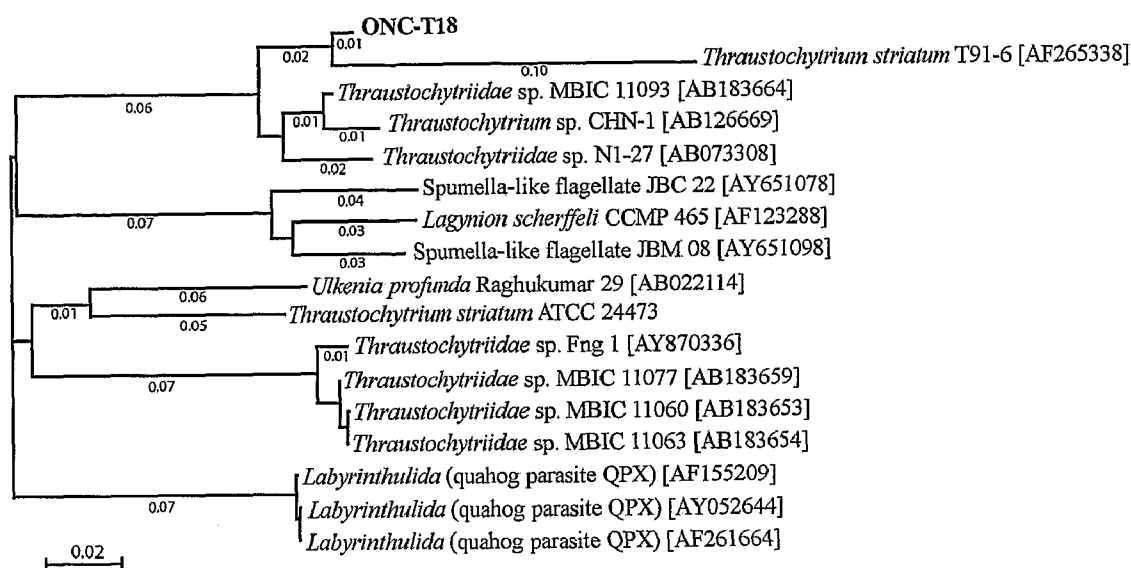 ONC-T18
0.01
0.02
Thraustochytrium striatum T91-6 [AF265338]
0.10
Thraustochytriidae sp. MBIC 11093 [AB183664]
0.06
0.01
Thraustochytrium sp. CHN-1 [AB126669]
0.01
Thraustochytriidae sp. N1-27 [AB073308]
0.02
Spumella-like flagellate JBC 22 [AY651078]
0.04
0.07
Lagynion scherffeli CCMP 465 [AF123288]
0.03
Spumella-like flagellate JBM 08 [AY651098]
0.03
Ulkenia profunda Raghukumar 29 [AB022114]
0.06
0.01
Thraustochytrium striatum ATCC 24473
0.05
Thraustochytriidae sp. Fng 1 [AY870336]
0.01
0.07
Thraustochytriidae sp. MBIC 11077 [AB183659]
Thraustochytriidae sp. MBIC 11060 [AB183653]
Thraustochytriidae sp. MBIC 11063 [AB183654]
Labyrinthulida (quahog parasite QPX) [AF155209]
0.07
Labyrinthulida (quahog parasite QPX) [AY052644]
Labyrinthulida (quahog parasite QPX) [AF261664]
0.02